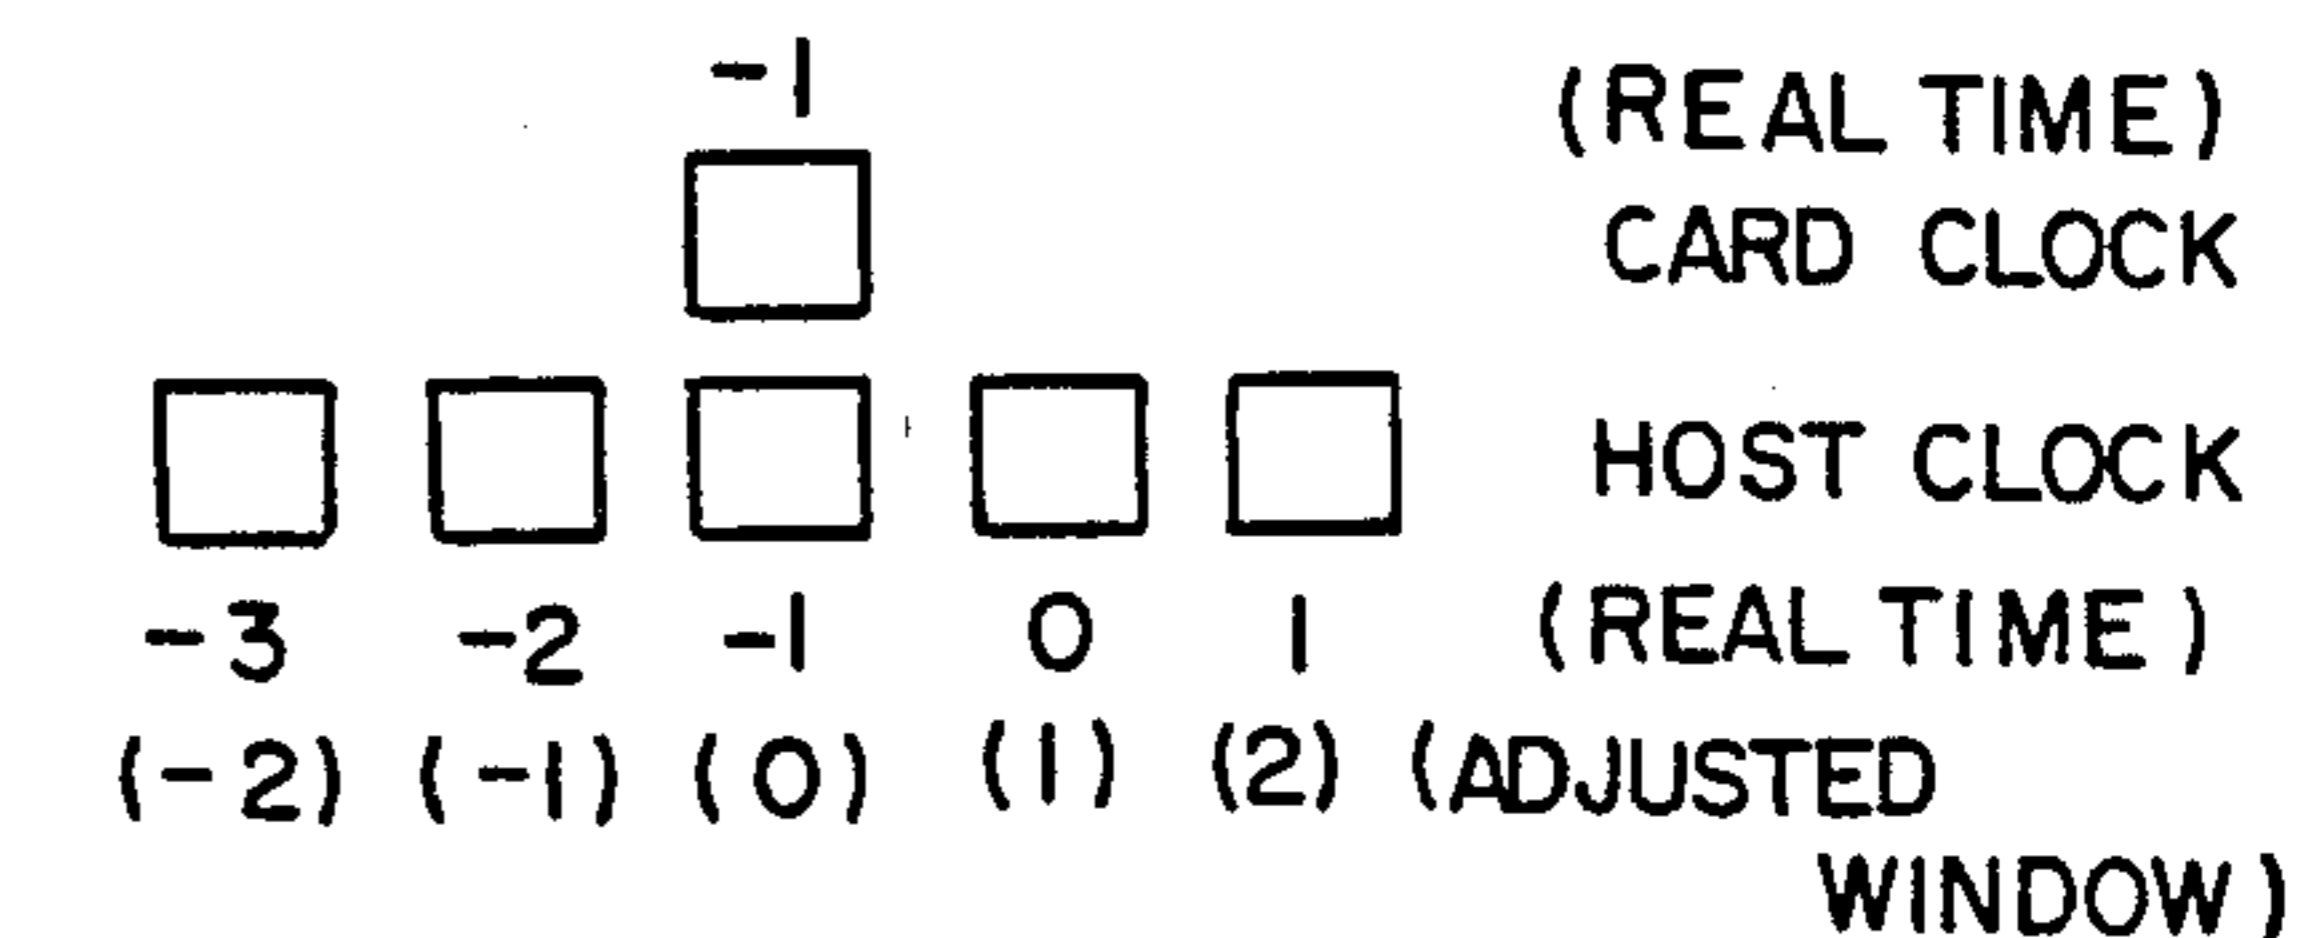 -1 (REAL TIME)
CARD CLOCK
HOST CLOCK
-3 -2 -1 0 1 (REAL TIME)
(-2) (-1) (0) (1) (2) (ADJUSTED
WINDOW)